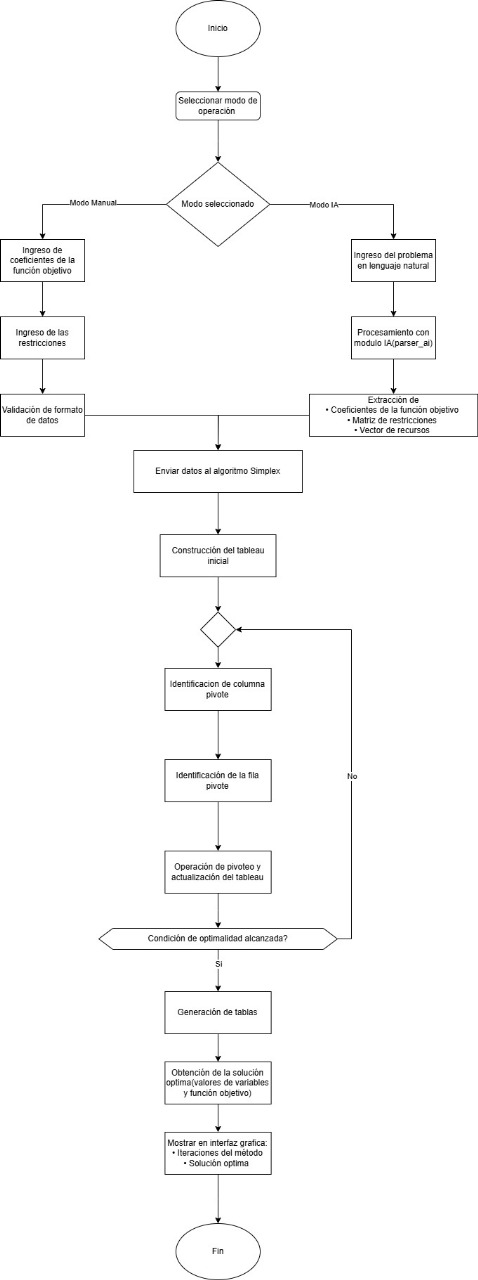 Inicio
Seleccionar modo de
operación
Modo seleccionado
Modo Manual
Modo IA
Ingreso de
coeficientes de la
función objetivo
Ingreso del problema
en lenguaje natural
Ingreso de las
restricciones
Procesamiento con
modulo IA(parser_ai)
Validación de formato
de datos
Extracción de
• Coeficientes de la función objetivo
• Matriz de restricciones
• Vector de recursos
Enviar datos al algoritmo Simplex
Construcción del tableau
inicial
Identificacion de columna
pivote
Identificación de la fila
pivote
No
Operación de pivoteo y
actualización del tableau
Condición de optimalidad alcanzada?
Si
Generación de tablas
Obtención de la solución
optima(valores de variables
y función objetivo)
Mostrar en interfaz grafica:
• Iteraciones del método
• Solución optima
Fin